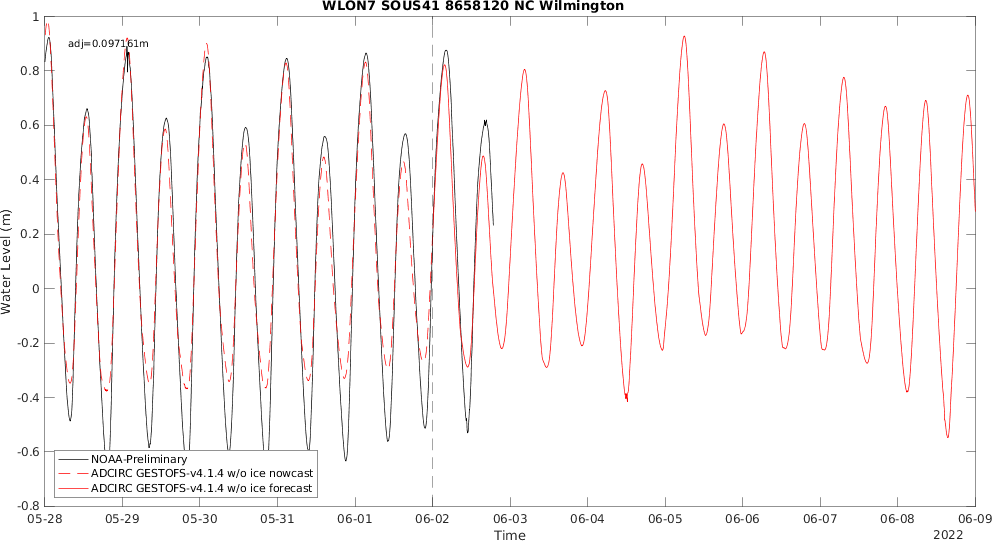 WLON7 SOUS41 8658120 NC Wilmington
adj=0.097161m
1
0.8
0.6
0.4
0.2
0
-0.2
-0.4
-0.6
-0.8
Water Level (m)
NOAA-Preliminary
ADCIRC GESTOFS-v4.1.4 w/o ice nowcast
ADCIRC GESTOFS-v4.1.4 w/o ice forecast
05-28 05-29 05-30 05-31 06-01 06-02 06-03 06-04 06-05 06-06 06-07 06-08 06-09
Time
2022